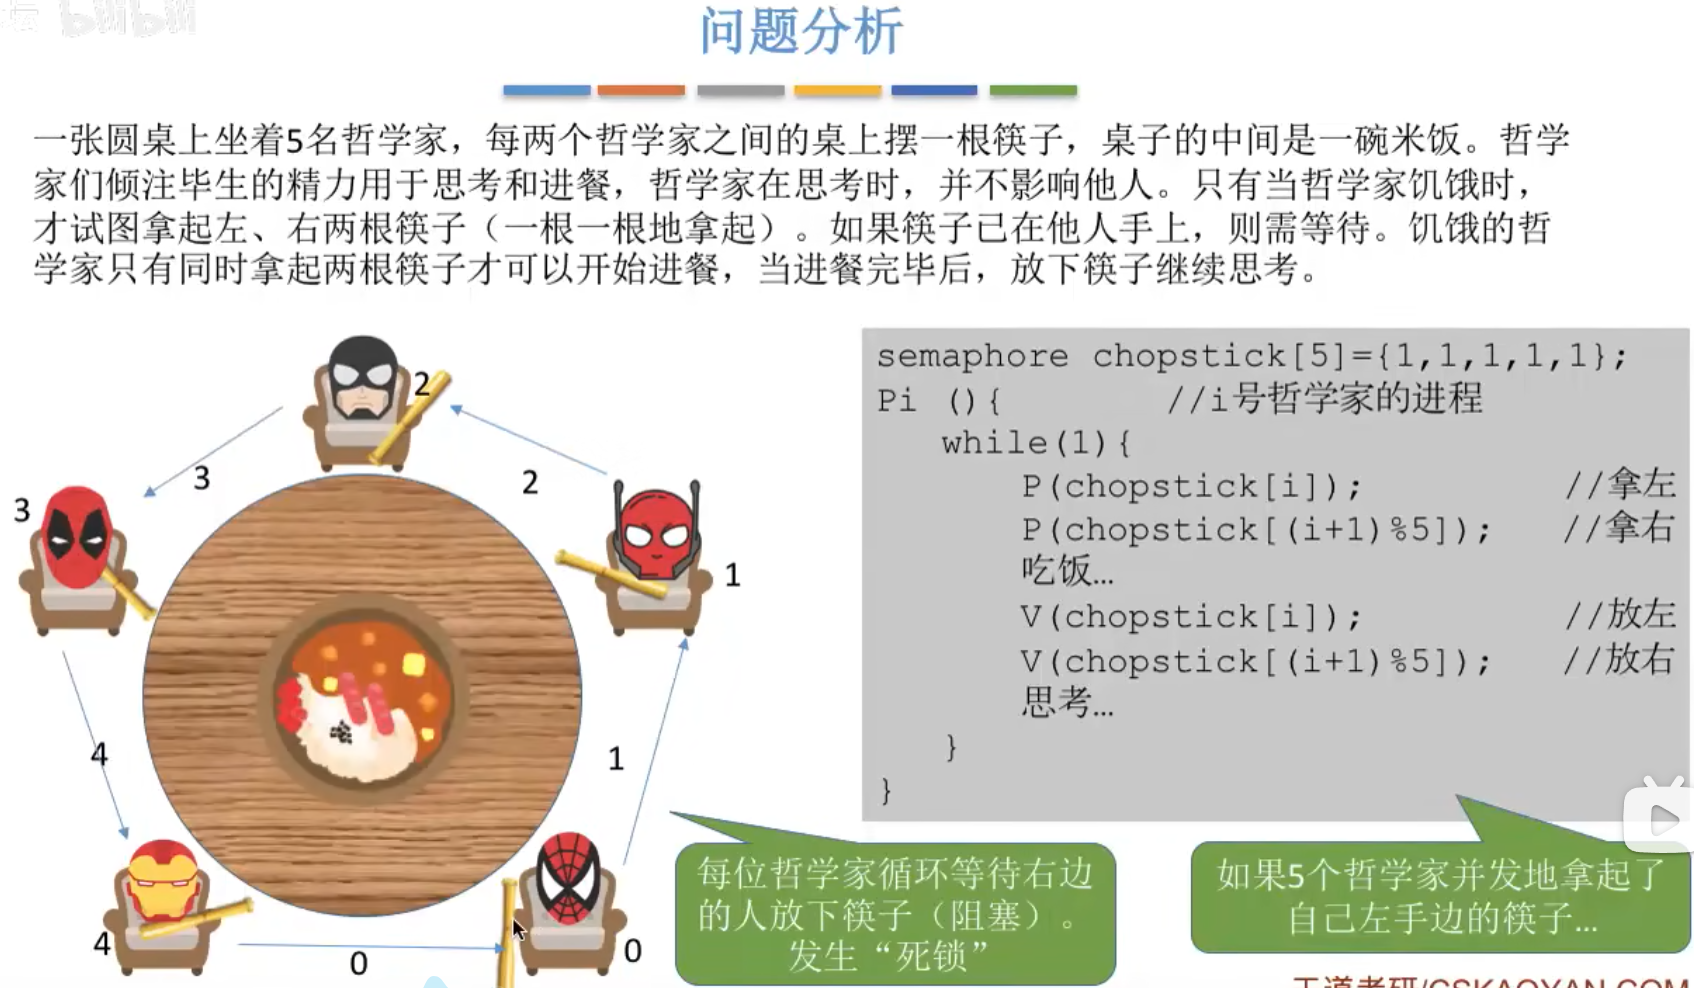 bilibili
问题分析
一张圆桌上坐着5名哲学家，每两个哲学家之间的桌上摆一根筷子，桌子的中间是一碗米饭。哲学
家们倾注毕生的精力用于思考和进餐，哲学家在思考时，并不影响他人。只有当哲学家饥饿时，
才试图拿起左、右两根筷子（一根一根地拿起）。如果筷子已在他人手上，则需等待。饥饿的哲
学家只有同时拿起两根筷子才可以开始进餐，当进餐完毕后，放下筷子继续思考。
2
3
2
3
1
4
1
4
0
0
semaphore chopstick[5]={1,1,1,1,1};
Pi (){ //i号哲学家的进程
while(1){
P(chopstick[i]); //拿左
P(chopstick[(i+1)%5]); //拿右
吃饭…
V(chopstick[i]); //放左
V(chopstick[(i+1)%5]); //放右
思考…
}
}
每位哲学家循环等待右边
的人放下筷子（阻塞）。
发生“死锁”
如果5个哲学家并发地拿起了
自己左手边的筷子…
王道考研/CSKAOYAN.COM